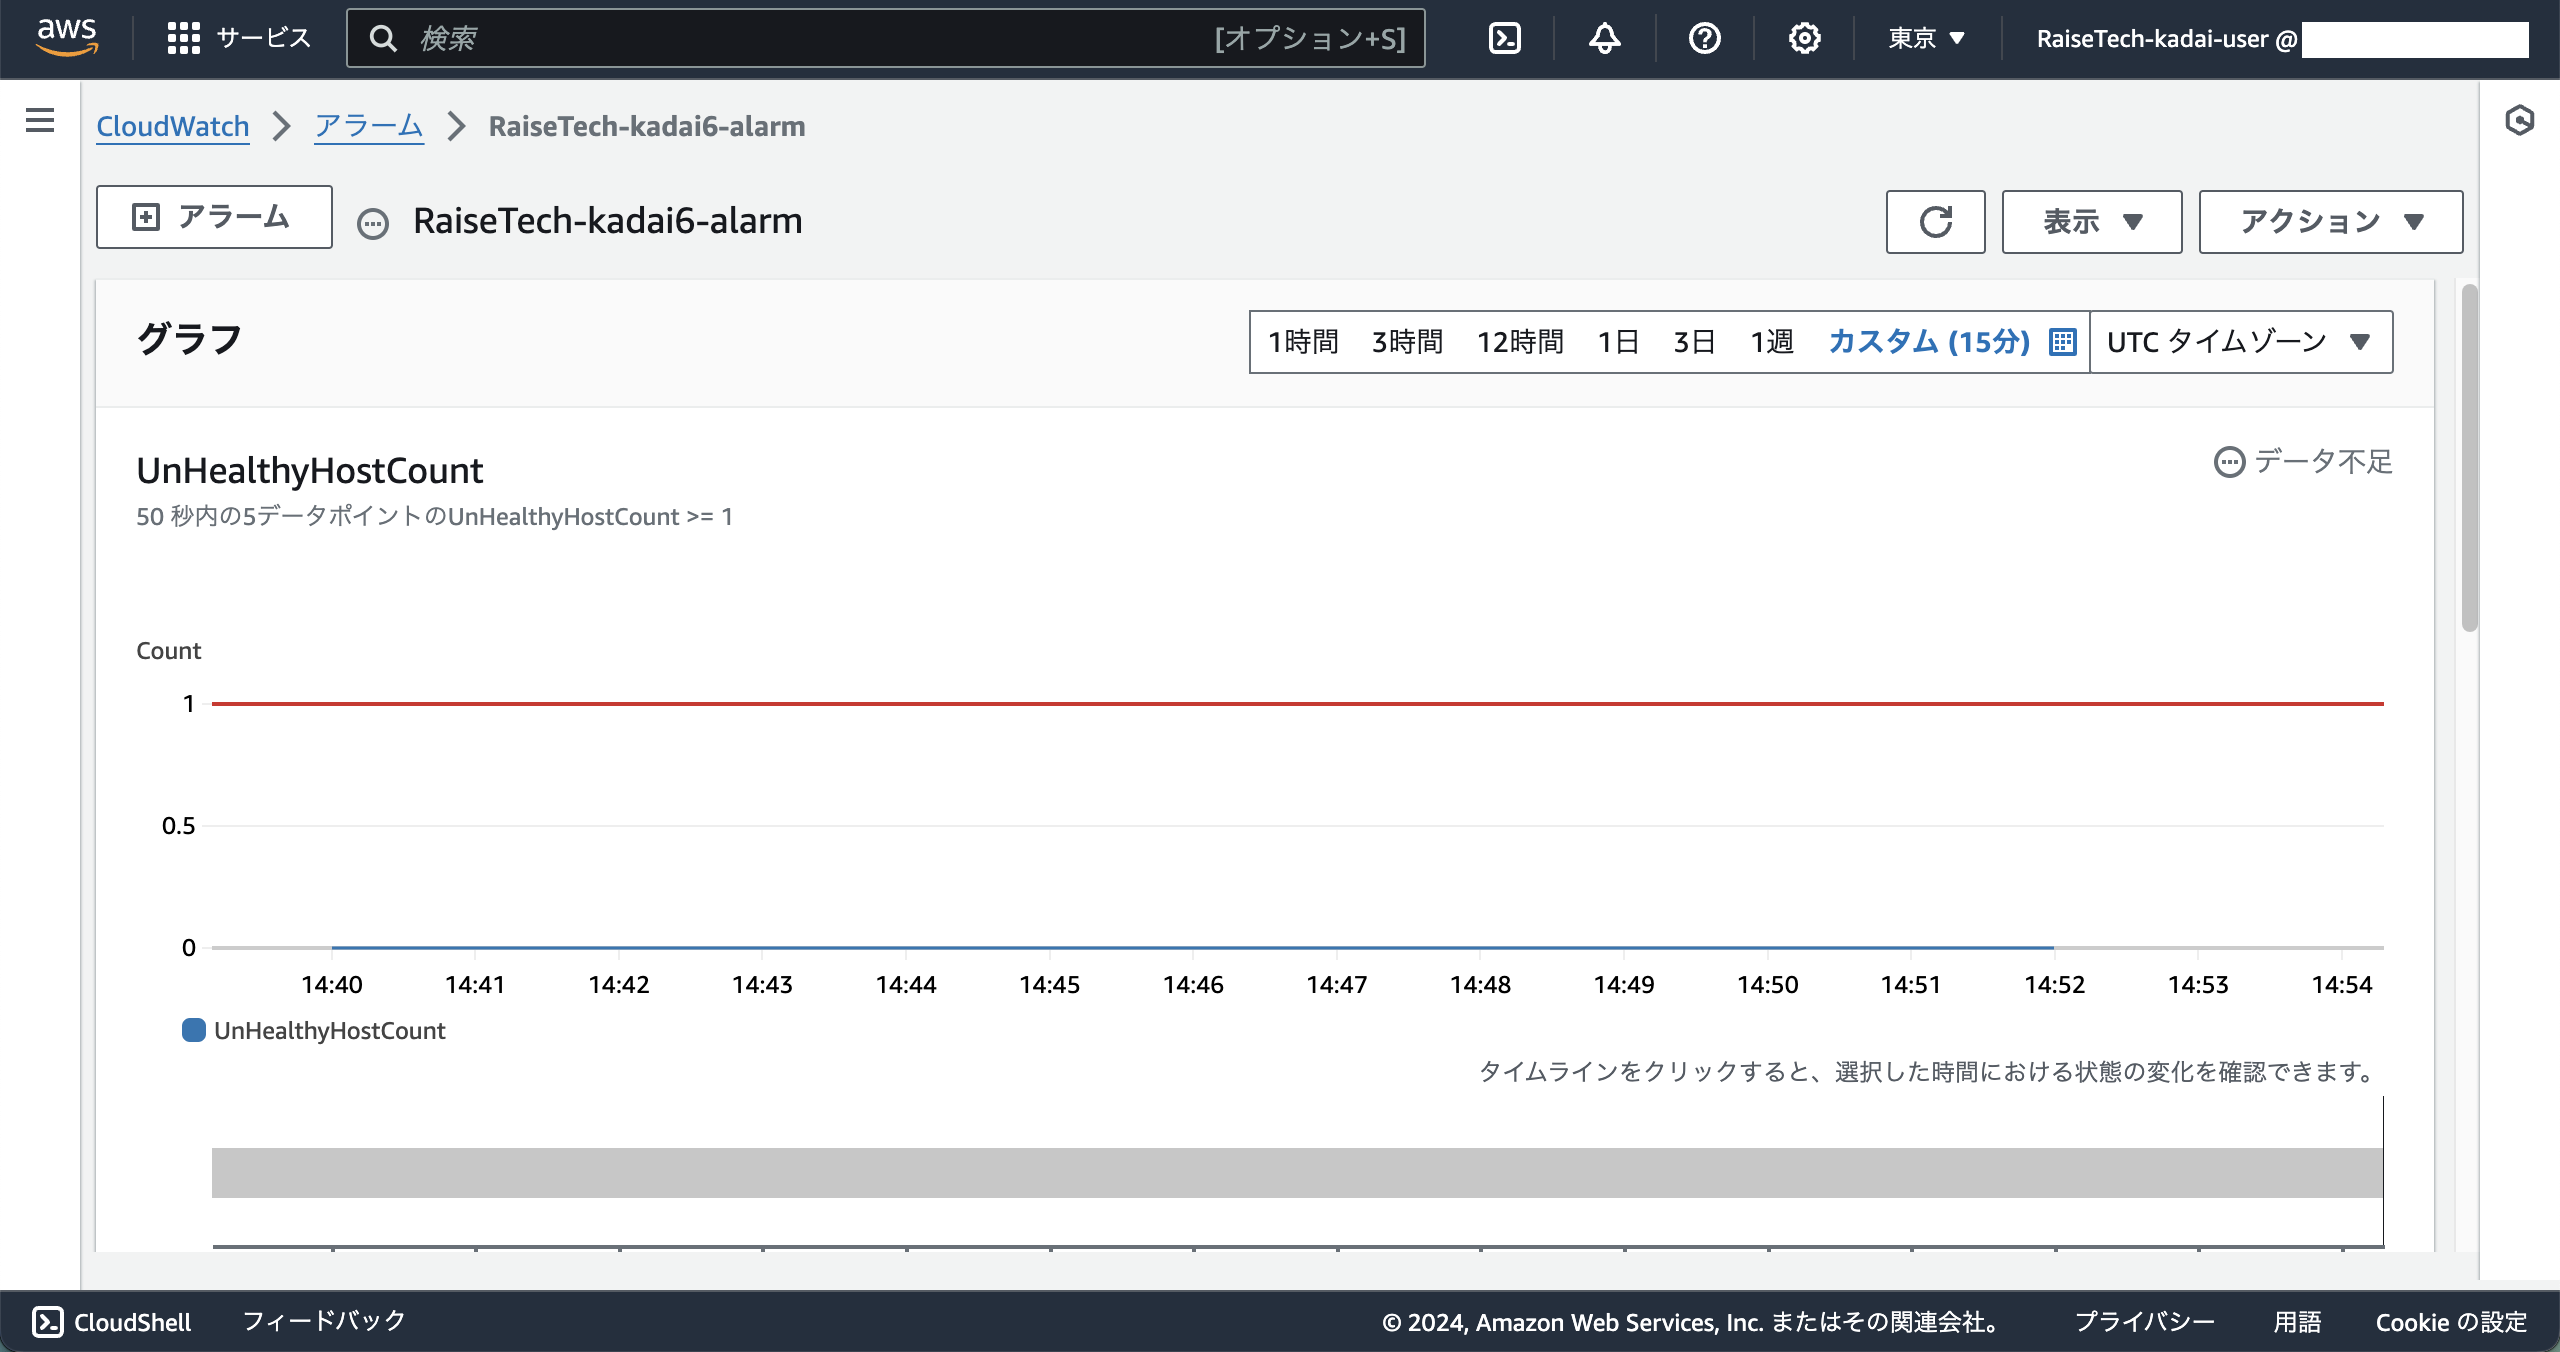 aws サービス 検索 [オプション+S] 東京 RaiseTech-kadai-user @
CloudWatch アラーム RaiseTech-kadai6-alarm
アラーム RaiseTech-kadai6-alarm 表示 アクション
グラフ 1時間 3時間 12時間 1日 3日 1週 カスタム (15分) UTC タイムゾーン
UnHealthyHostCount データ不足
50 秒内の5データポイントのUnHealthyHostCount >= 1
Count
1
0.5
0
14:40 14:41 14:42 14:43 14:44 14:45 14:46 14:47 14:48 14:49 14:50 14:51 14:52 14:53 14:54
UnHealthyHostCount
タイムラインをクリックすると、選択した時間における状態の変化を確認できます。
CloudShell フィードバック © 2024, Amazon Web Services, Inc. またはその関連会社。 プライバシー 用語 Cookie の設定